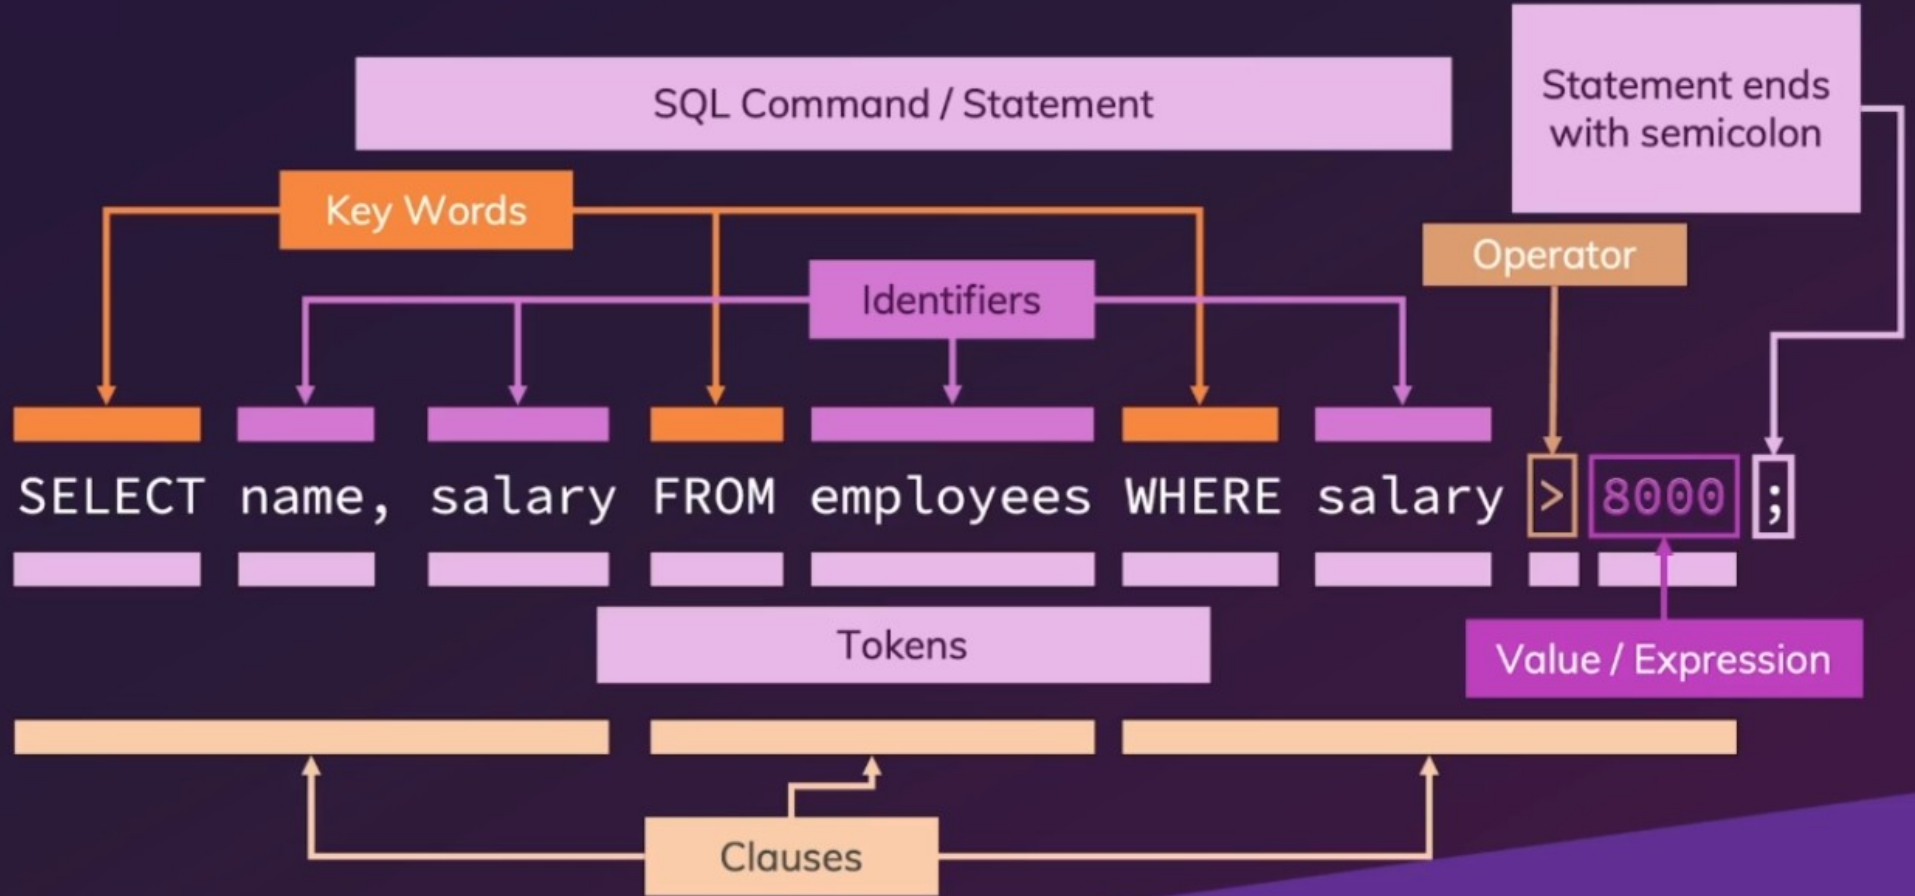 SQL Command / Statement
Statement ends
with semicolon
Key Words
Operator
Identifiers
SELECT name, salary FROM employees WHERE salary > 8000 ;
Tokens
Value / Expression
Clauses